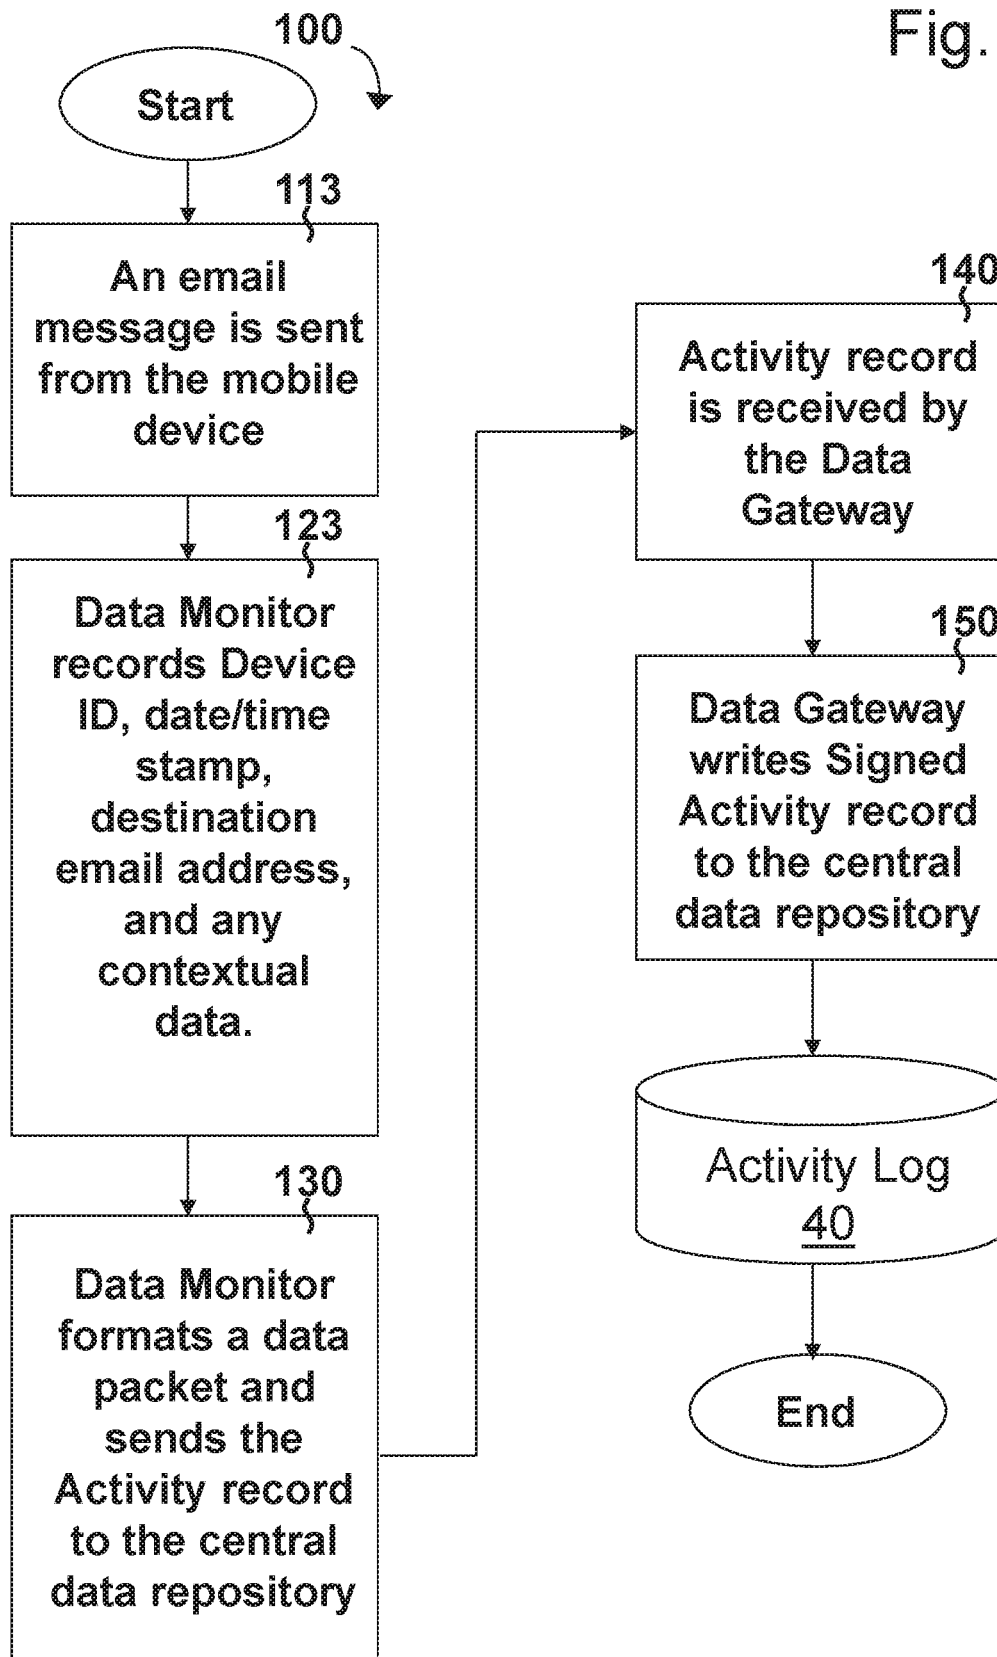 Fig.
100
Start
113
An email
message is sent
from the mobile
device
123
Data Monitor
records Device
ID, date/time
stamp,
destination
email address,
and any
contextual
data.
130
Data Monitor
formats a data
packet and
sends the
Activity record
to the central
data repository
140
Activity record
is received by
the Data
Gateway
150
Data Gateway
writes Signed
Activity record
to the central
data repository
Activity Log
40
End